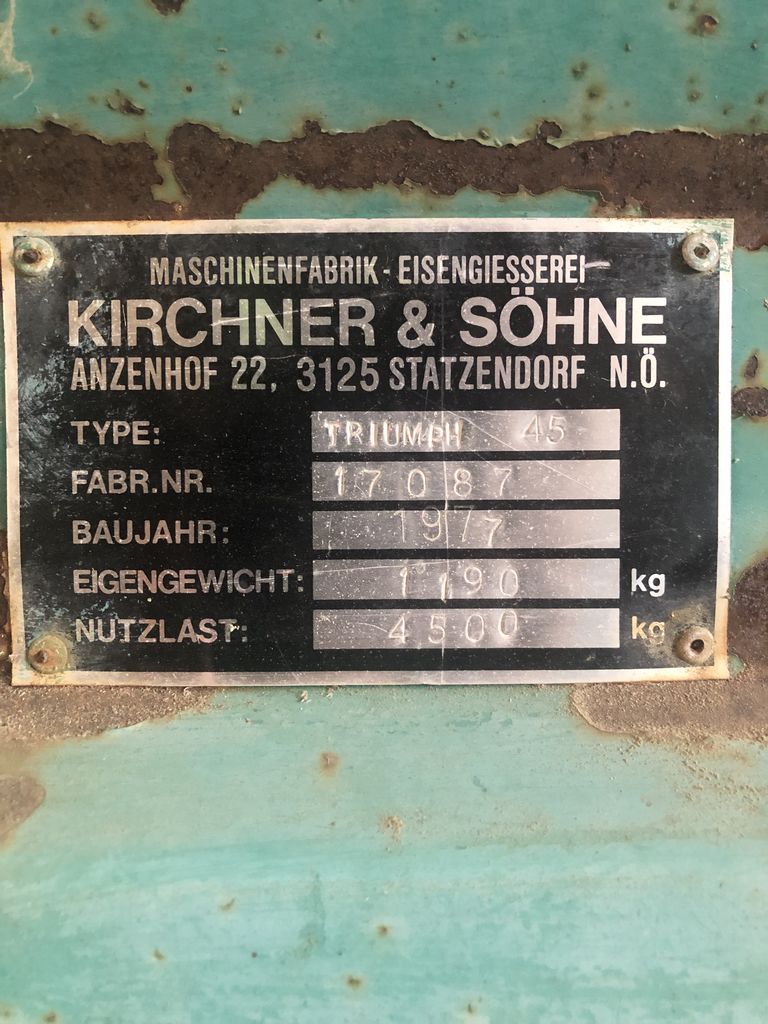 MASCHINENFABRIK - EISENGIESSEREI
KIRCHNER & SÖHNE
ANZENHOF 22, 3125 STATZENDORF N.Ö.
TYPE: TRIUMPH 45
FABR.NR. 17087
BAUJAHR: 1977
EIGENGEWICHT: 1190 kg
NUTZLAST: 4500 kg